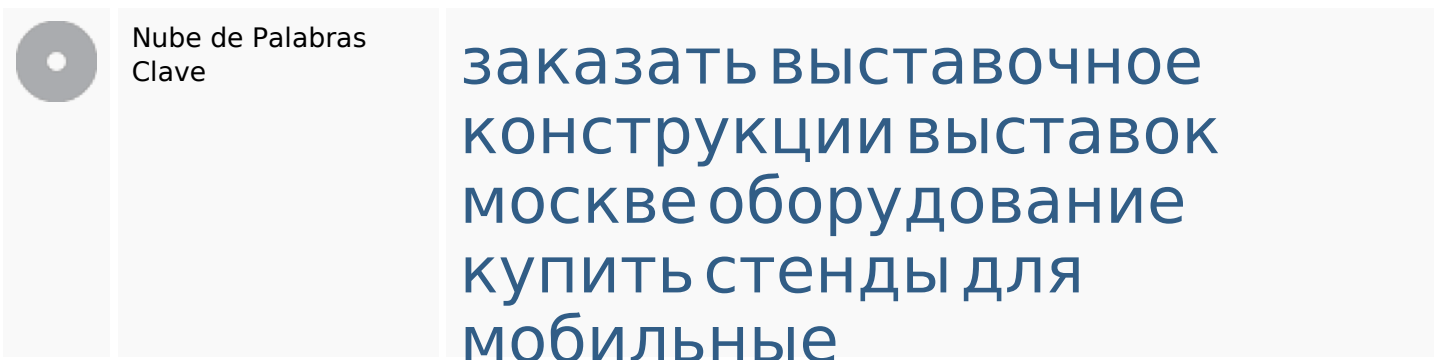 Nube de Palabras
Clave
заказать выставочное
конструкции выставок
москве оборудование
купить стенды для
мобильные